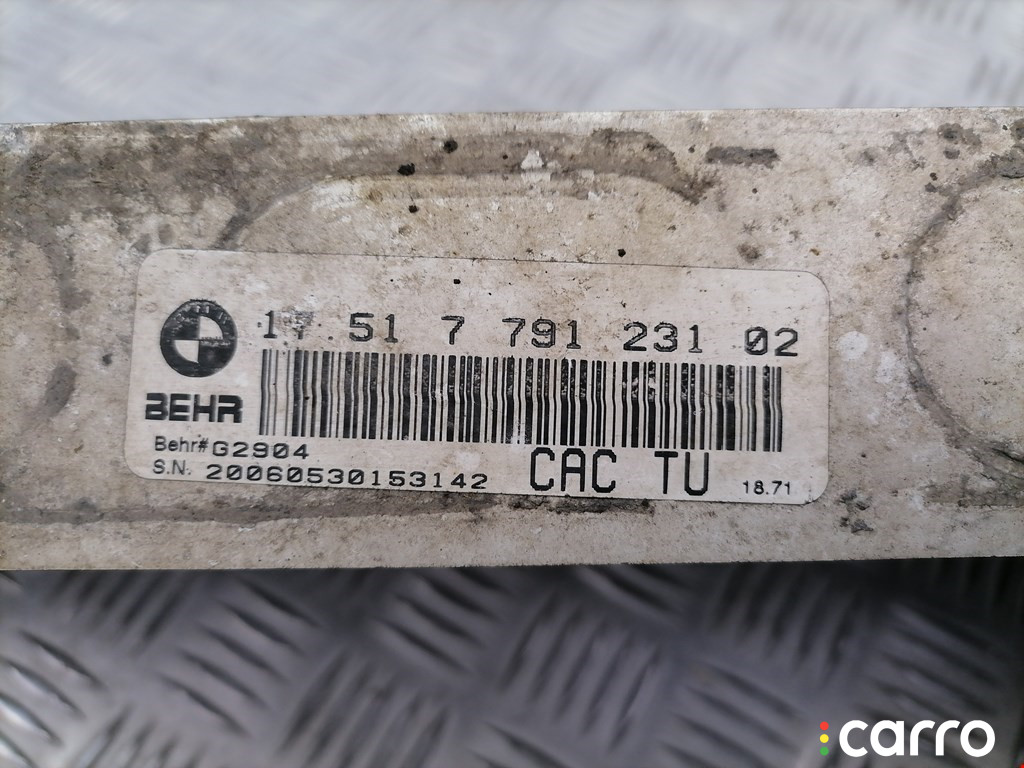 17 51 7 791 231 02
BEHR
Behr# G2904
S.N. 20060530153142
CAC TU
18.71
carro